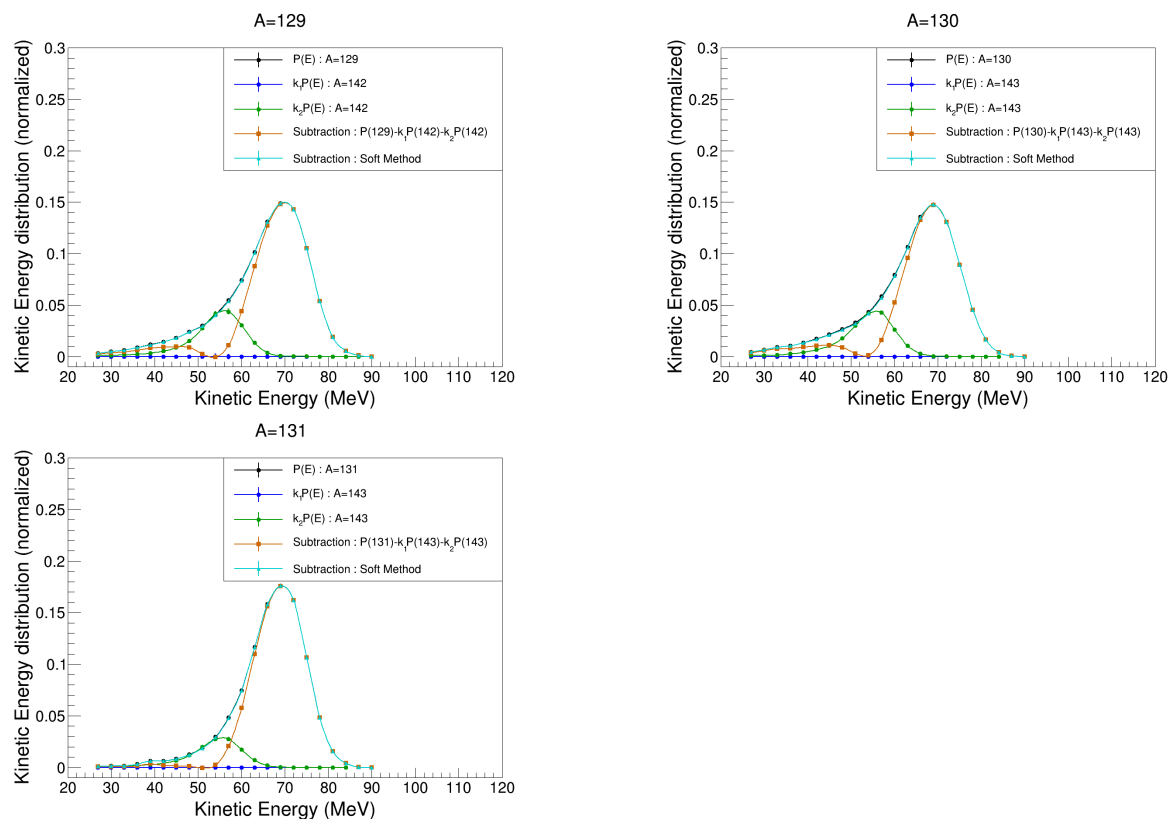 A=129
Kinetic Energy distribution (normalized)
0.3
0.25
0.2
0.15
0.1
0.05
0
P(E) : A=129
k₁P(E) : A=142
k₂P(E) : A=142
Subtraction : P(129)-k₁P(142)-k₂P(142)
Subtraction : Soft Method
20 30 40 50 60 70 80 90 100 110 120
Kinetic Energy (MeV)
A=130
Kinetic Energy distribution (normalized)
0.3
0.25
0.2
0.15
0.1
0.05
0
P(E) : A=130
k₁P(E) : A=143
k₂P(E) : A=143
Subtraction : P(130)-k₁P(143)-k₂P(143)
Subtraction : Soft Method
20 30 40 50 60 70 80 90 100 110 120
Kinetic Energy (MeV)
A=131
Kinetic Energy distribution (normalized)
0.3
0.25
0.2
0.15
0.1
0.05
0
P(E) : A=131
k₁P(E) : A=143
k₂P(E) : A=143
Subtraction : P(131)-k₁P(143)-k₂P(143)
Subtraction : Soft Method
20 30 40 50 60 70 80 90 100 110 120
Kinetic Energy (MeV)